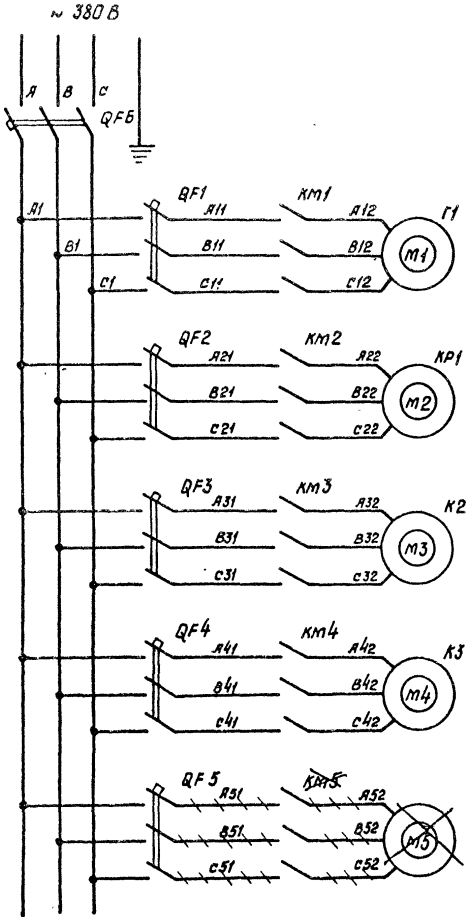 ~ 380 В
А В С
QF6
QF1 КМ1 Г1
А1 А11 А12
В1 В11 В12 М1
С1 С11 С12
QF2 КМ2 КР1
А21 А22
В21 В22 М2
С21 С22
QF3 КМ3 К2
А31 А32
В31 В32 М3
С31 С32
QF4 КМ4 К3
А41 А42
В41 В42 М4
С41 С42
QF5 КМ5
А51 А52
В51 В52 М5
С51 С52